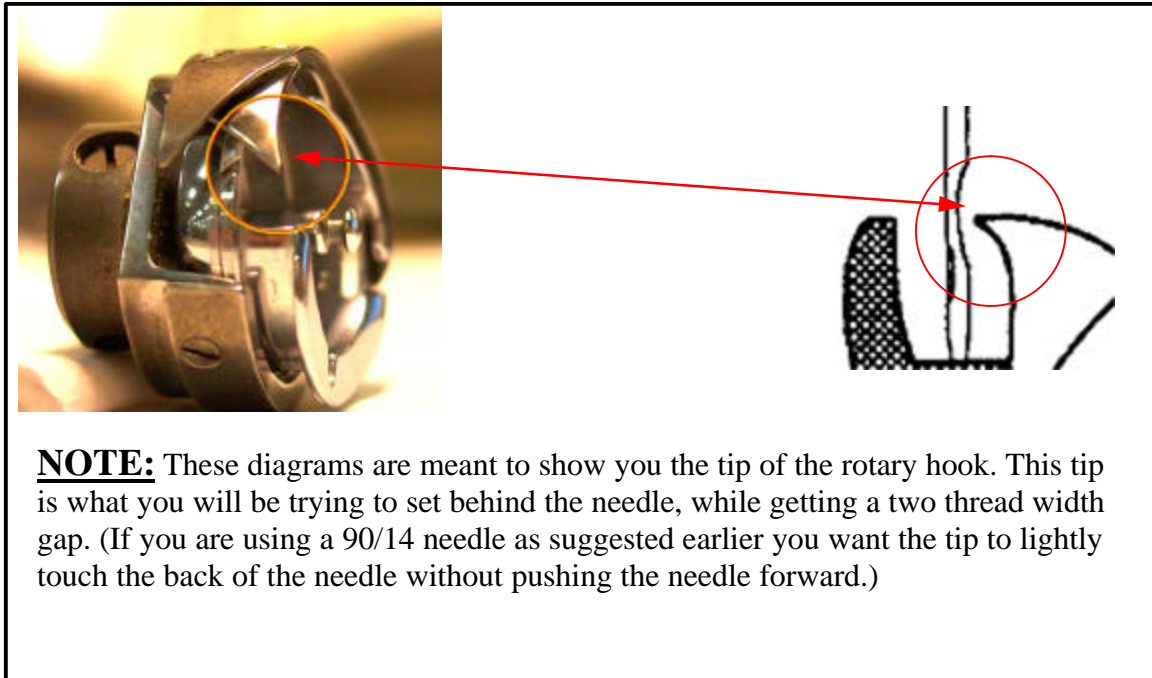 NOTE: These diagrams are meant to show you the tip of the rotary hook. This tip
is what you will be trying to set behind the needle, while getting a two thread width
gap. (If you are using a 90/14 needle as suggested earlier you want the tip to lightly
touch the back of the needle without pushing the needle forward.)